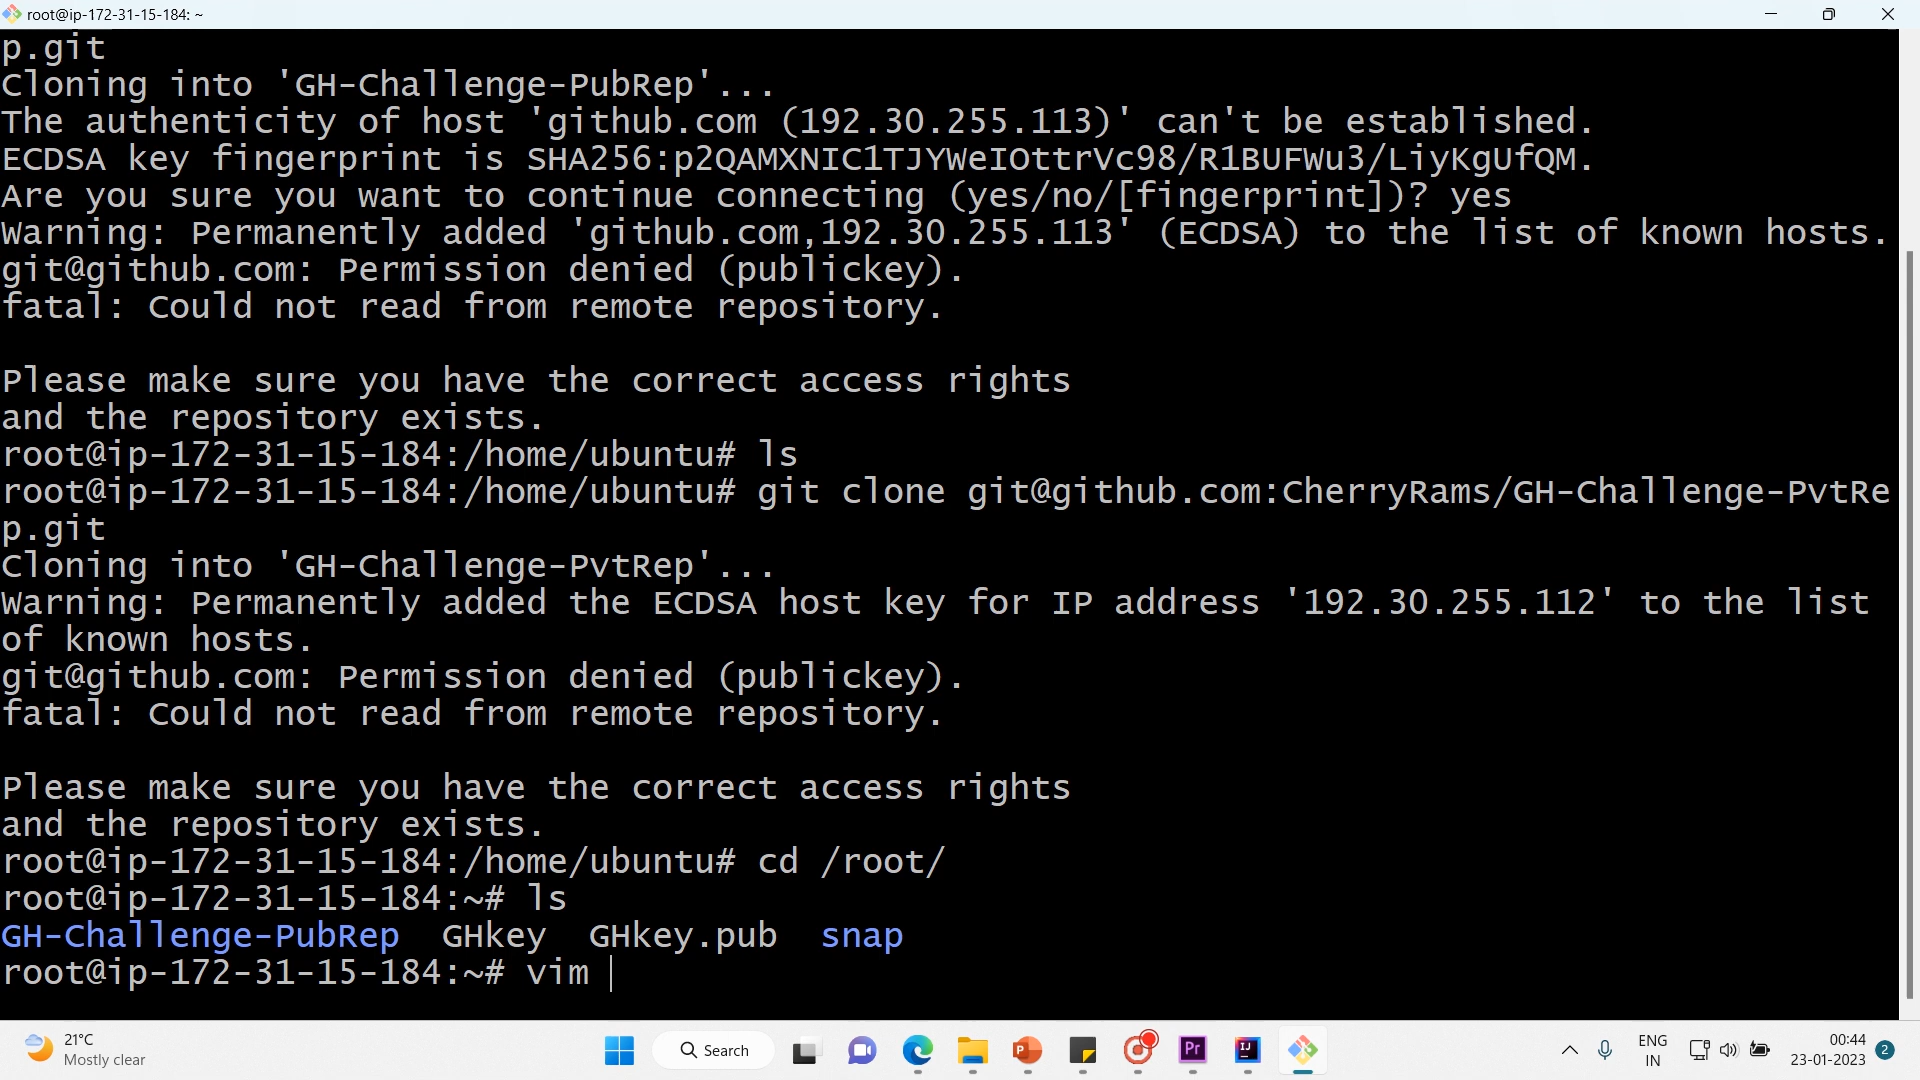 root@ip-172-31-15-184: ~
p.git
Cloning into 'GH-Challenge-PubRep'...
The authenticity of host 'github.com (192.30.255.113)' can't be established.
ECDSA key fingerprint is SHA256:p2QAMXNIC1TJYWeIOttrVc98/R1BUFWu3/LiyKgUfQM.
Are you sure you want to continue connecting (yes/no/[fingerprint])? yes
Warning: Permanently added 'github.com,192.30.255.113' (ECDSA) to the list of known hosts.
git@github.com: Permission denied (publickey).
fatal: Could not read from remote repository.
Please make sure you have the correct access rights
and the repository exists.
root@ip-172-31-15-184:/home/ubuntu# ls
root@ip-172-31-15-184:/home/ubuntu# git clone git@github.com:CherryRams/GH-Challenge-PvtRe
p.git
Cloning into 'GH-Challenge-PvtRep'...
Warning: Permanently added the ECDSA host key for IP address '192.30.255.112' to the list
of known hosts.
git@github.com: Permission denied (publickey).
fatal: Could not read from remote repository.
Please make sure you have the correct access rights
and the repository exists.
root@ip-172-31-15-184:/home/ubuntu# cd /root/
root@ip-172-31-15-184:~# ls
GH-Challenge-PubRep  GHkey  GHkey.pub  snap
root@ip-172-31-15-184:~# vim
21°C
Mostly clear
Search
P
Pr
IJ
ENG
IN
00:44
23-01-2023
2